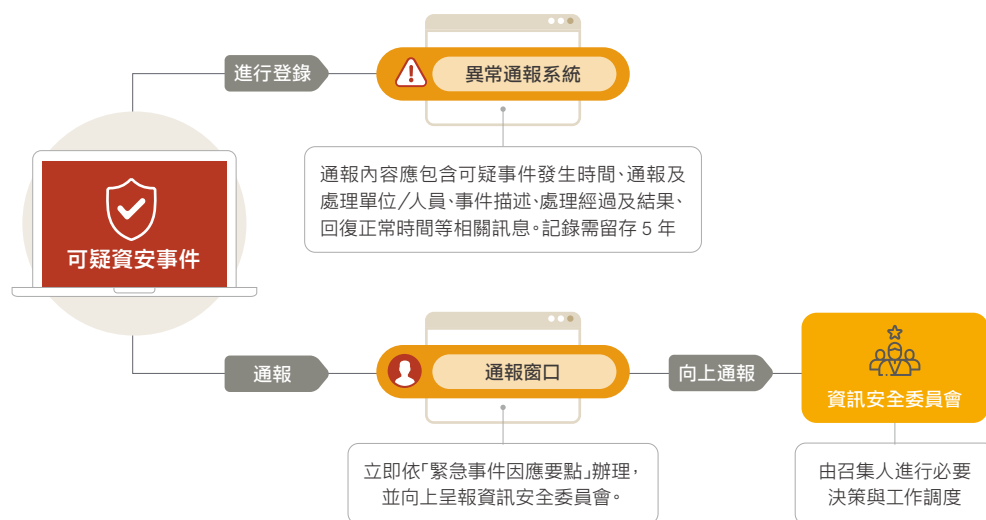 進行登錄
異常通報系統
通報內容應包含可疑事件發生時間、通報及
處理單位/人員、事件描述、處理經過及結果、
回復正常時間等相關訊息。記錄需留存 5 年
可疑資安事件
通報
通報窗口
向上通報
資訊安全委員會
立即依「緊急事件因應要點」辦理，
並向上呈報資訊安全委員會。
由召集人進行必要
決策與工作調度